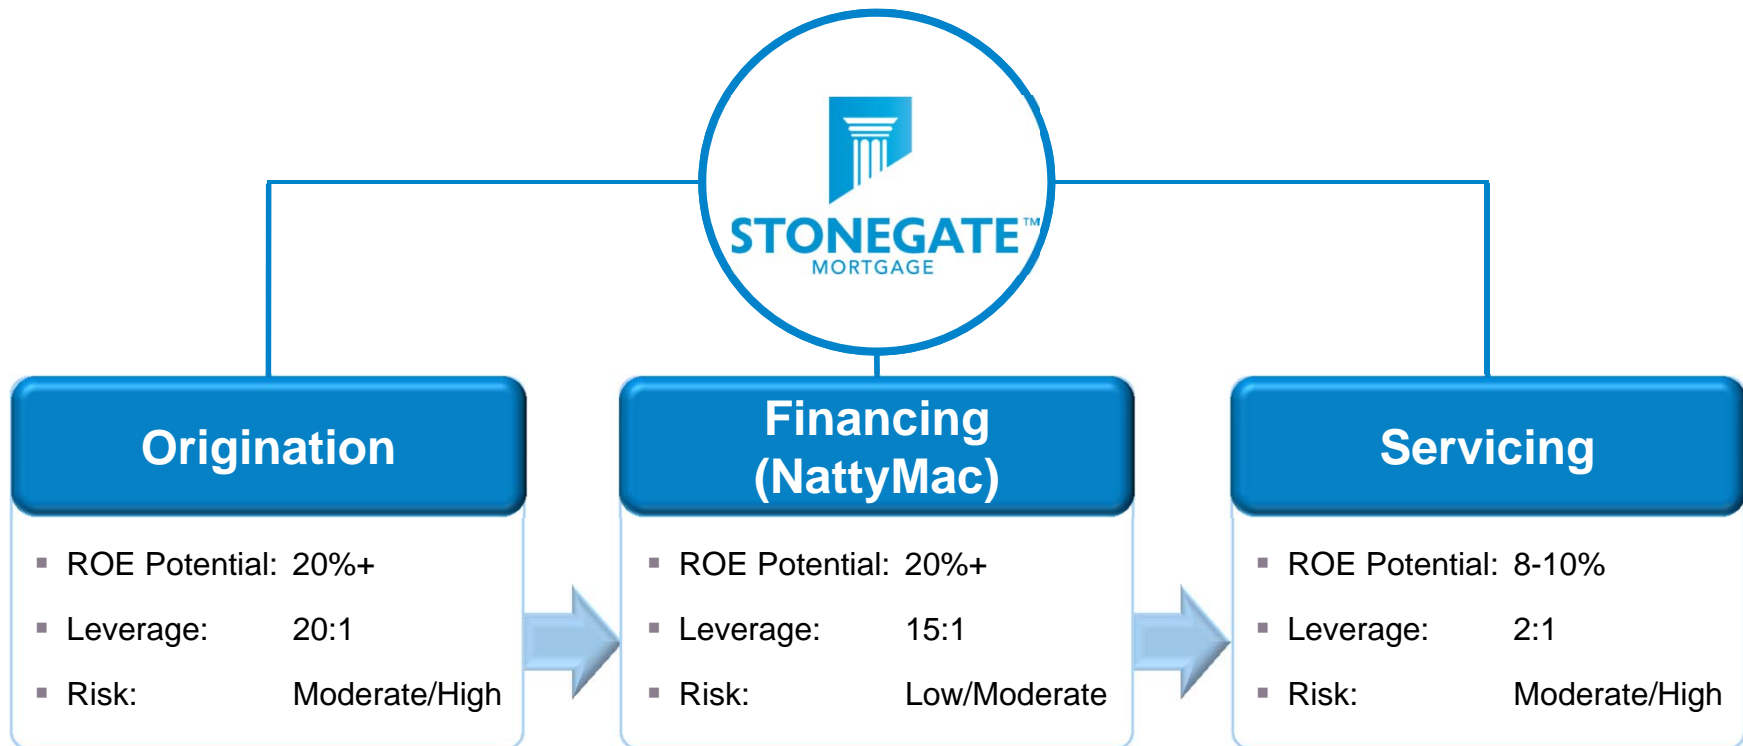 STONEGATE™
MORTGAGE
Origination
▪ ROE Potential: 20%+
▪ Leverage: 20:1
▪ Risk: Moderate/High
Financing
(NattyMac)
▪ ROE Potential: 20%+
▪ Leverage: 15:1
▪ Risk: Low/Moderate
Servicing
▪ ROE Potential: 8-10%
▪ Leverage: 2:1
▪ Risk: Moderate/High